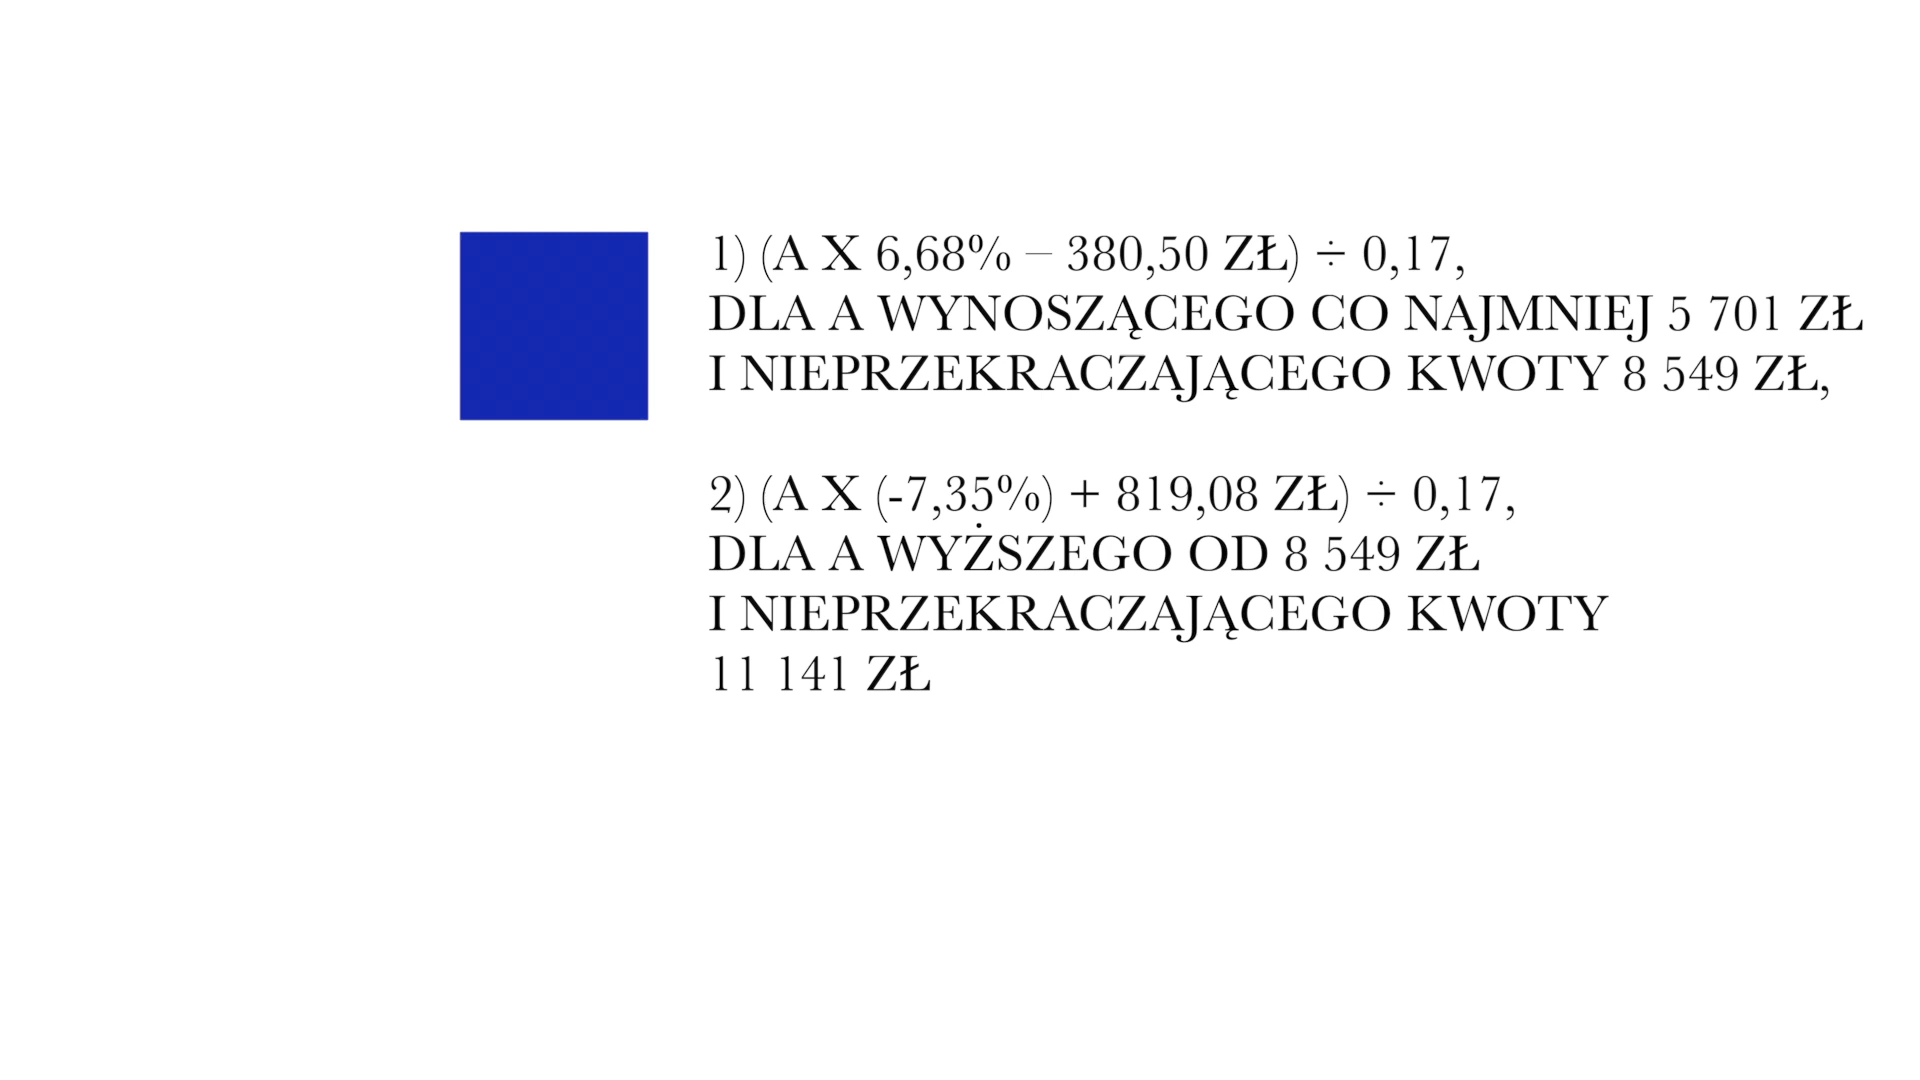 1) (A X 6,68% – 380,50 ZŁ) ÷ 0,17,
DLA A WYNOSZĄCEGO CO NAJMNIEJ 5 701 ZŁ
I NIEPRZEKRACZAJĄCEGO KWOTY 8 549 ZŁ,
2) (A X (-7,35%) + 819,08 ZŁ) ÷ 0,17,
DLA A WYŻSZEGO OD 8 549 ZŁ
I NIEPRZEKRACZAJĄCEGO KWOTY
11 141 ZŁ